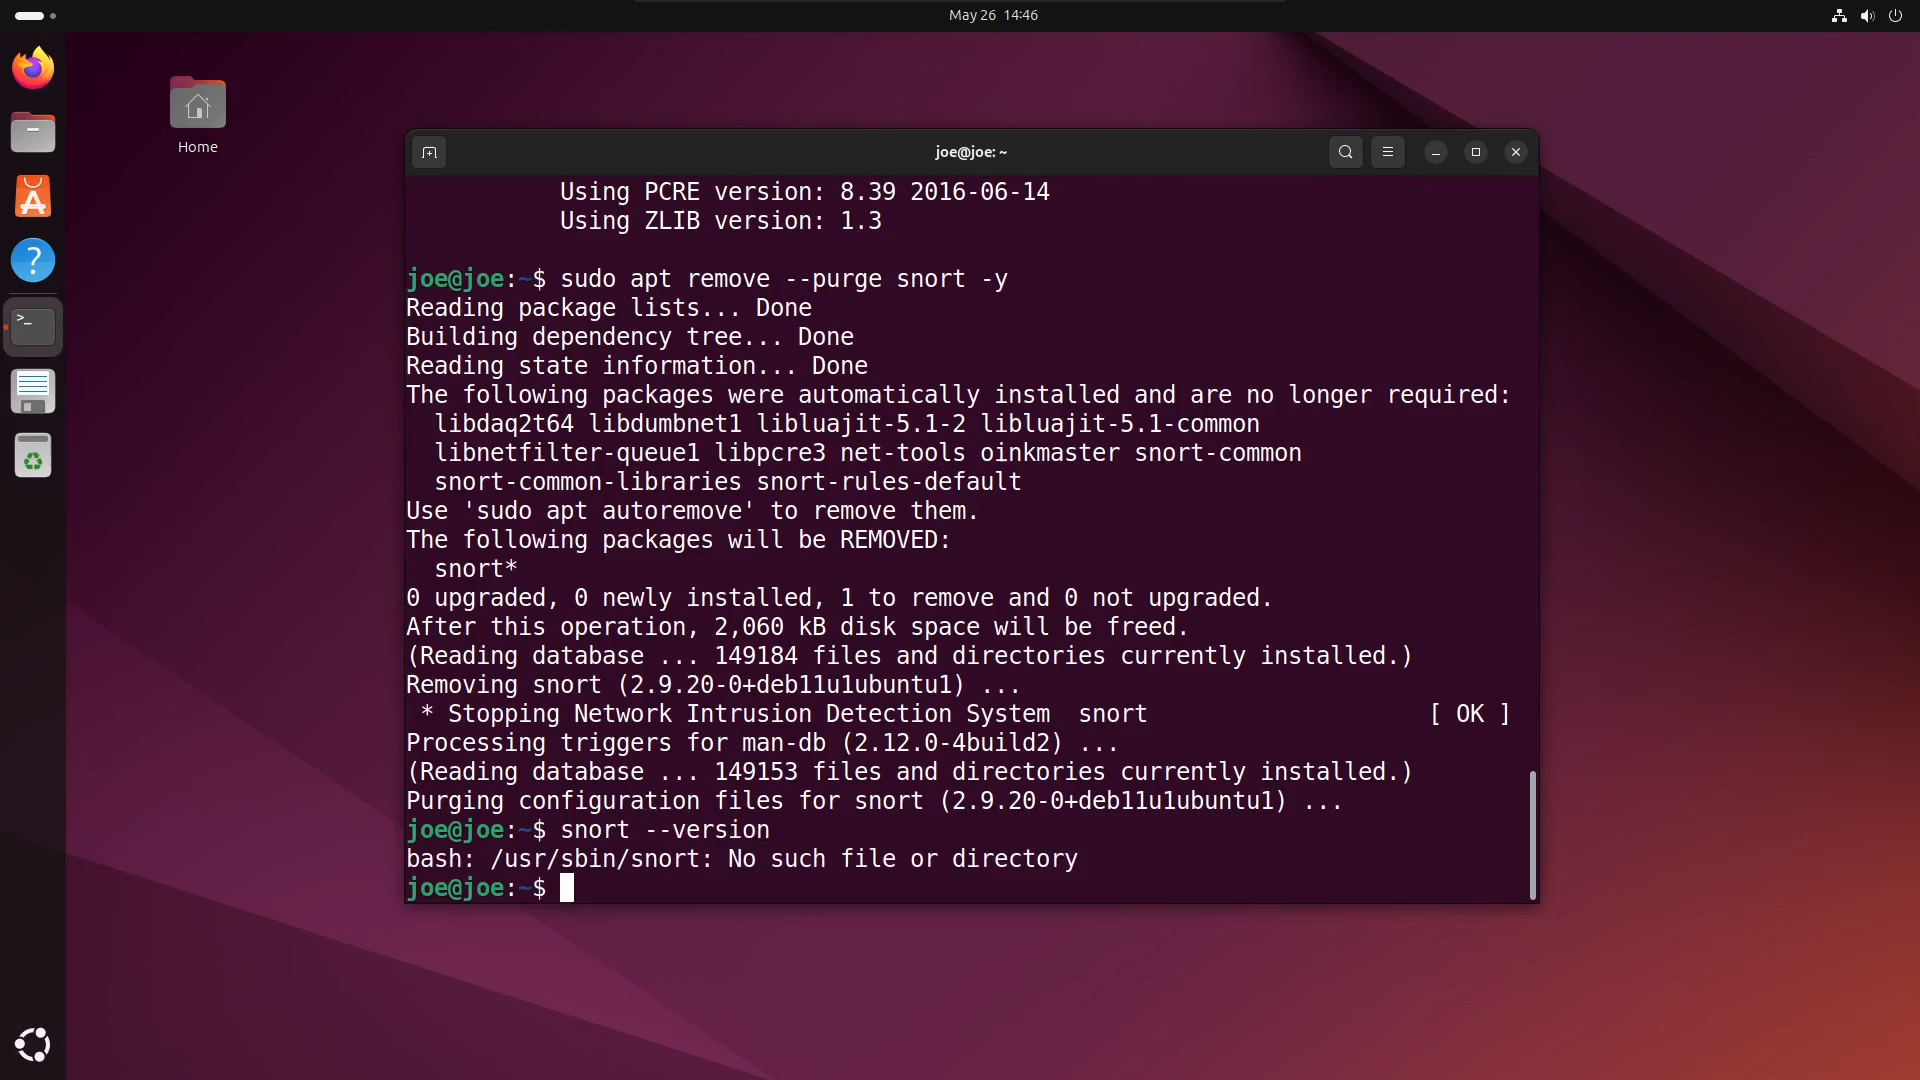 May 26 14:46
Home
joe@joe: ~
Using PCRE version: 8.39 2016-06-14
Using ZLIB version: 1.3
joe@joe:~$ sudo apt remove --purge snort -y
Reading package lists... Done
Building dependency tree... Done
Reading state information... Done
The following packages were automatically installed and are no longer required:
  libdaq2t64 libdumbnet1 libluajit-5.1-2 libluajit-5.1-common
  libnetfilter-queue1 libpcre3 net-tools oinkmaster snort-common
  snort-common-libraries snort-rules-default
Use 'sudo apt autoremove' to remove them.
The following packages will be REMOVED:
  snort*
0 upgraded, 0 newly installed, 1 to remove and 0 not upgraded.
After this operation, 2,060 kB disk space will be freed.
(Reading database ... 149184 files and directories currently installed.)
Removing snort (2.9.20-0+deb11u1ubuntu1) ...
 * Stopping Network Intrusion Detection System  snort                    [ OK ]
Processing triggers for man-db (2.12.0-4build2) ...
(Reading database ... 149153 files and directories currently installed.)
Purging configuration files for snort (2.9.20-0+deb11u1ubuntu1) ...
joe@joe:~$ snort --version
bash: /usr/sbin/snort: No such file or directory
joe@joe:~$